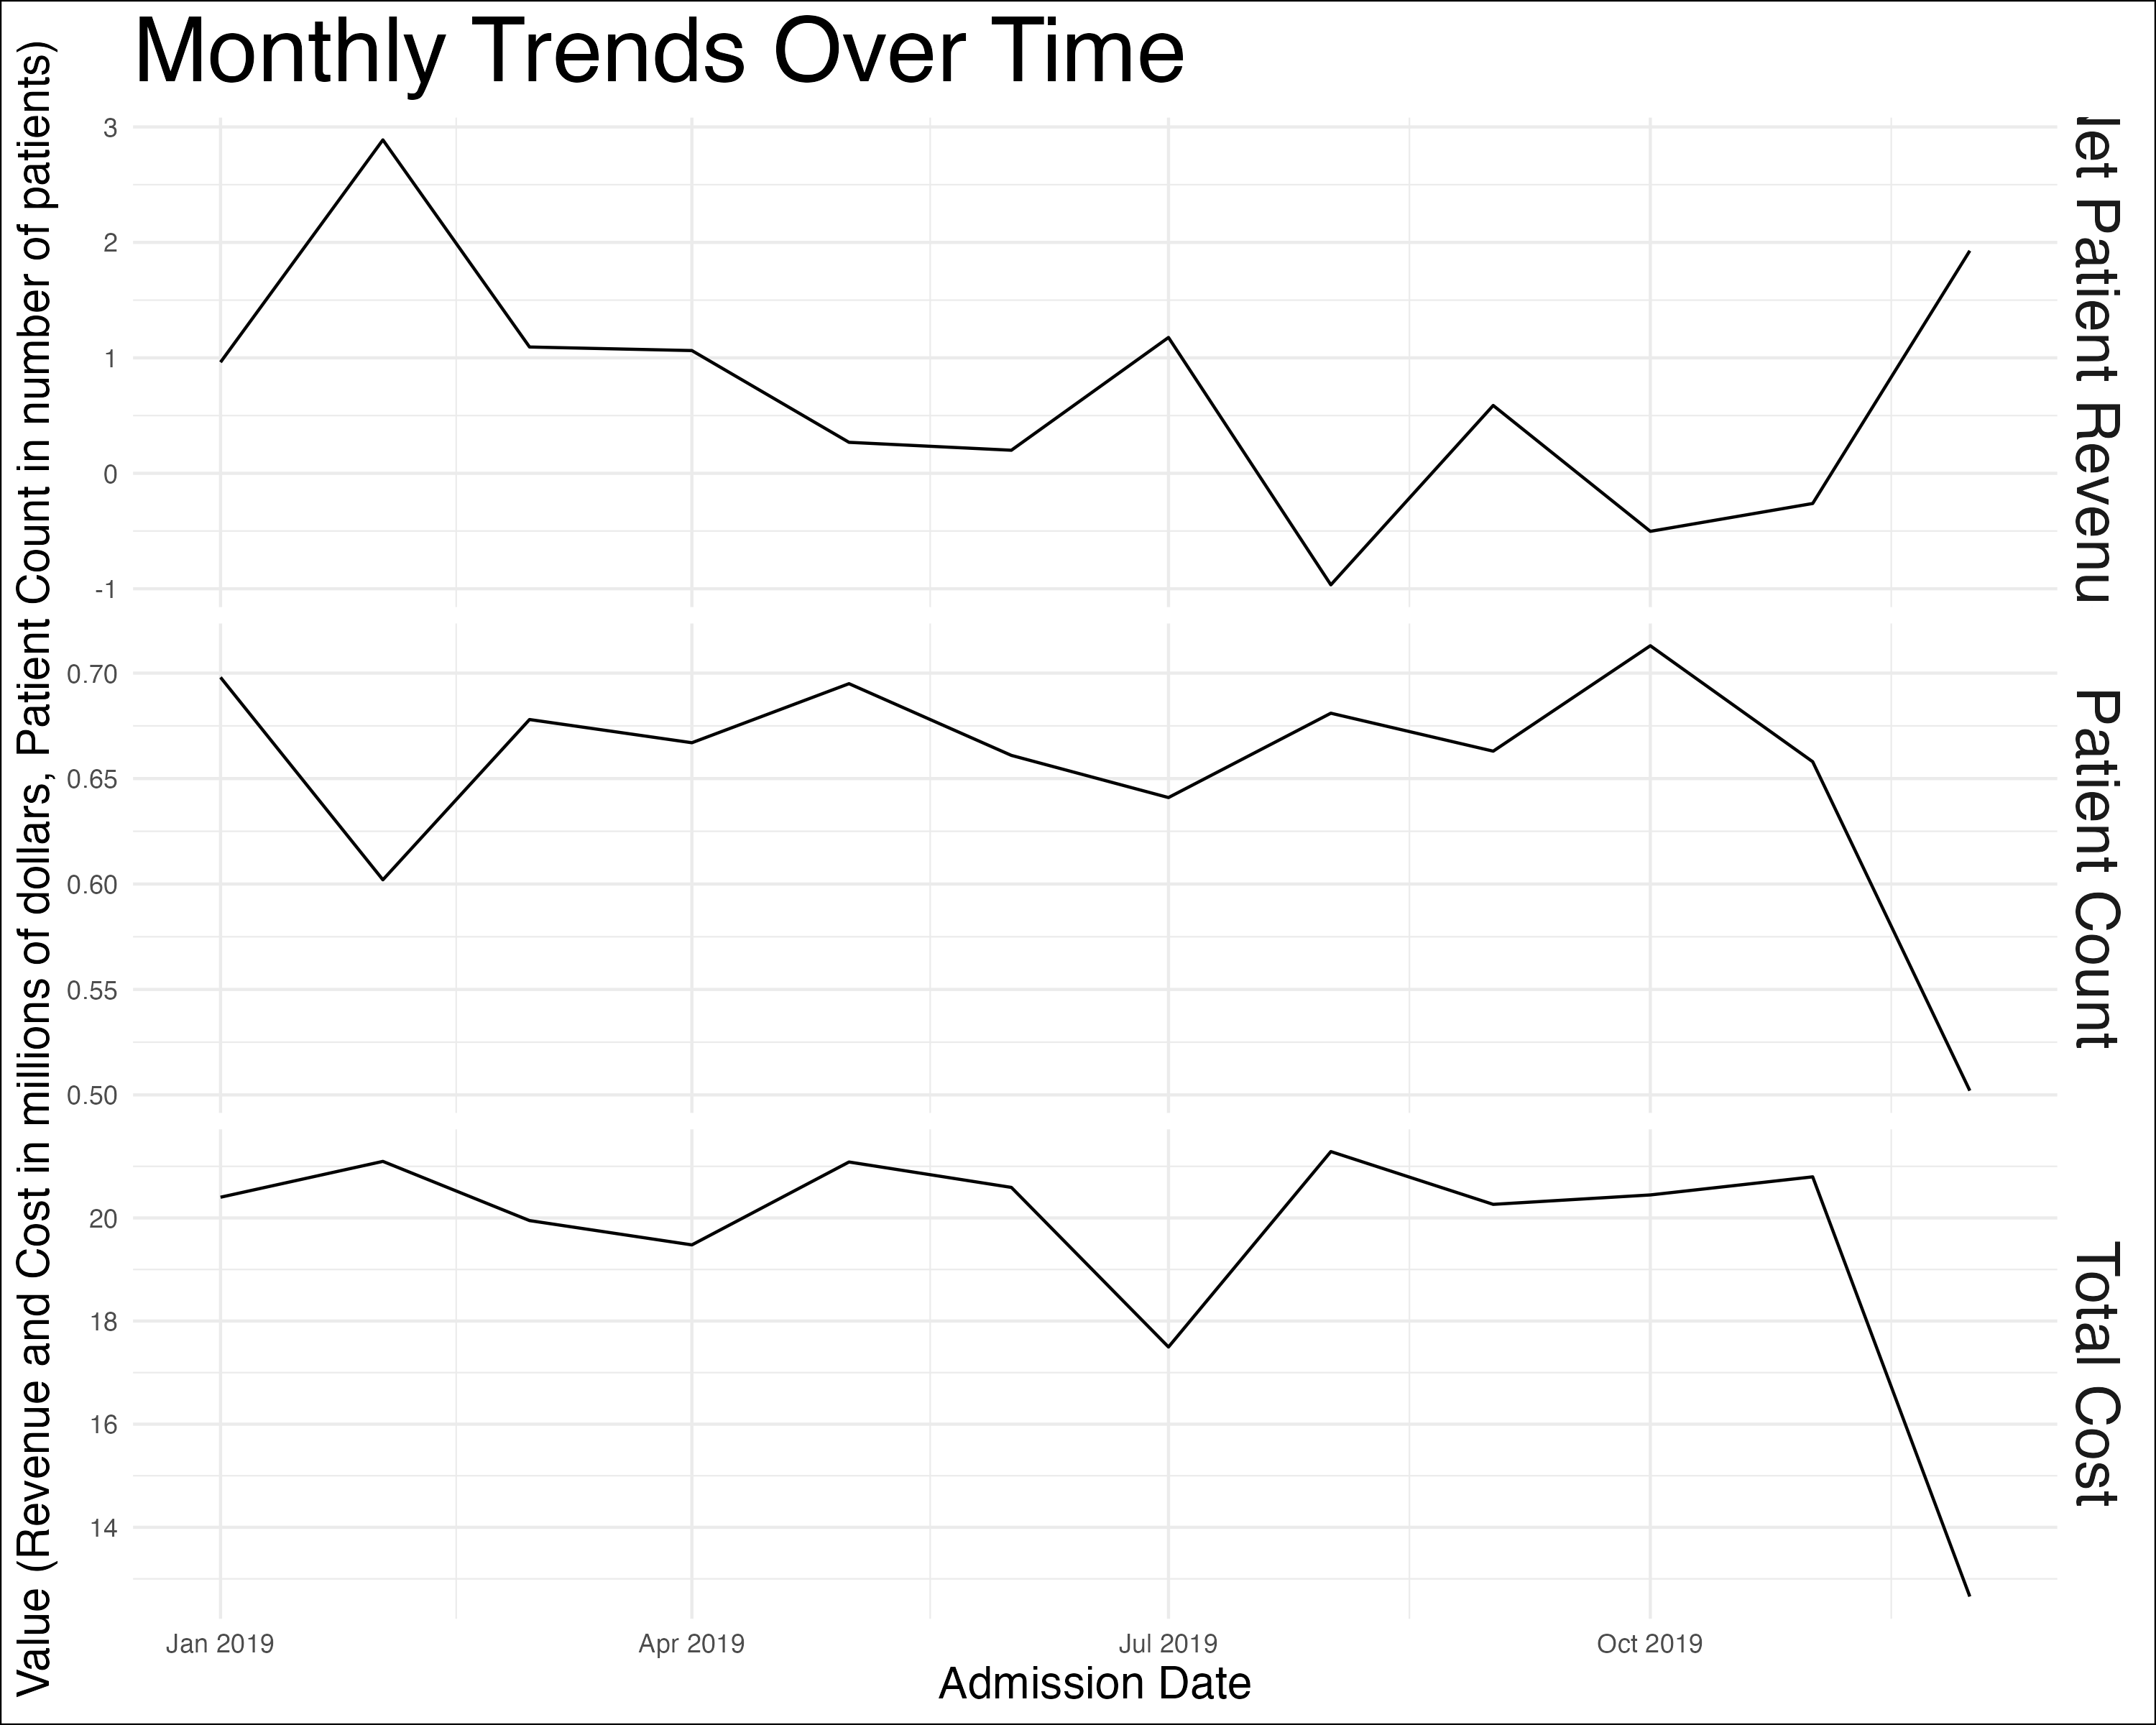 Monthly Trends Over Time
Value (Revenue and Cost in millions of dollars, Patient Count in number of patients)
3
2
1
0
-1
et Patient Revenu
0.70
0.65
0.60
0.55
0.50
Patient Count
20
18
16
14
Total Cost
Jan 2019 Apr 2019 Jul 2019 Oct 2019
Admission Date